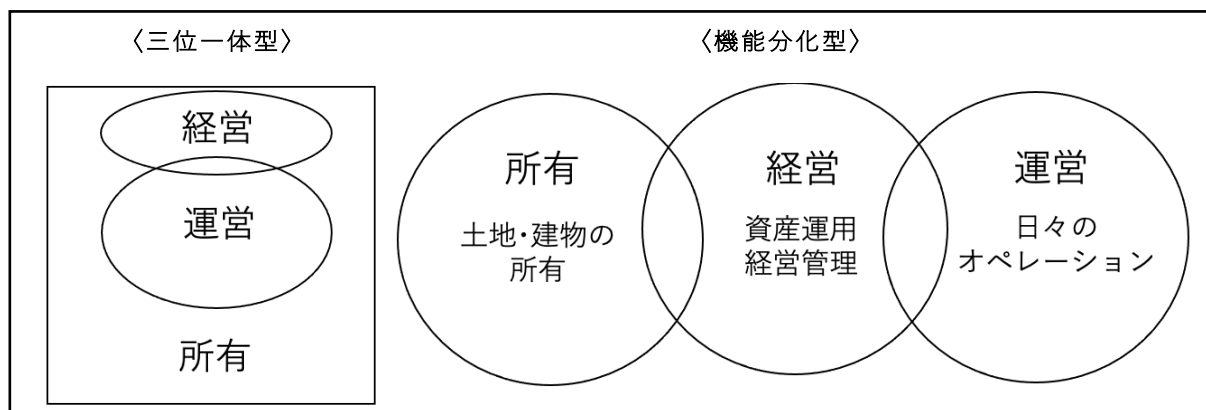 〈三位一体型〉
経営
運営
所有
〈機能分化型〉
所有
土地・建物の
所有
経営
資産運用
経営管理
運営
日々の
オペレーション